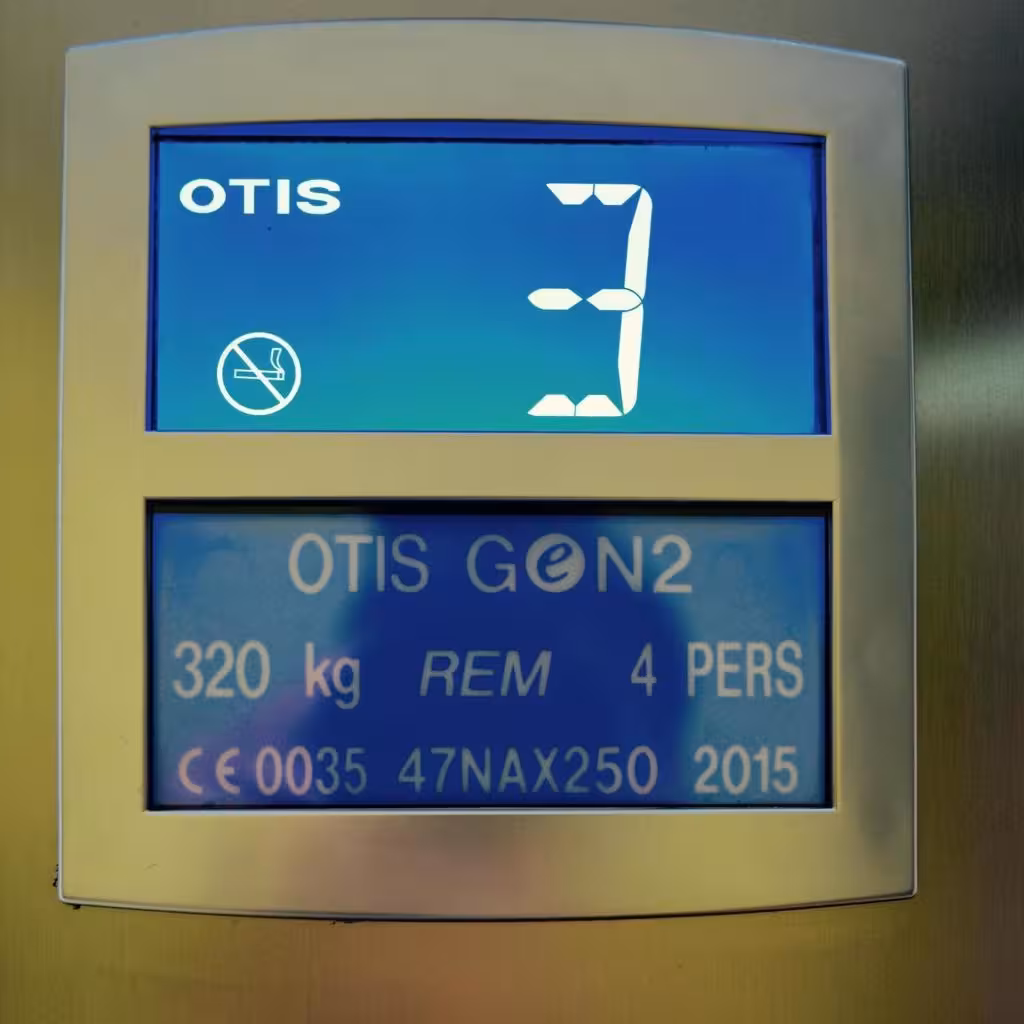 OTIS
3
OTIS GeN2
320 kg REM 4 PERS
CE 0035 47NAX250 2015